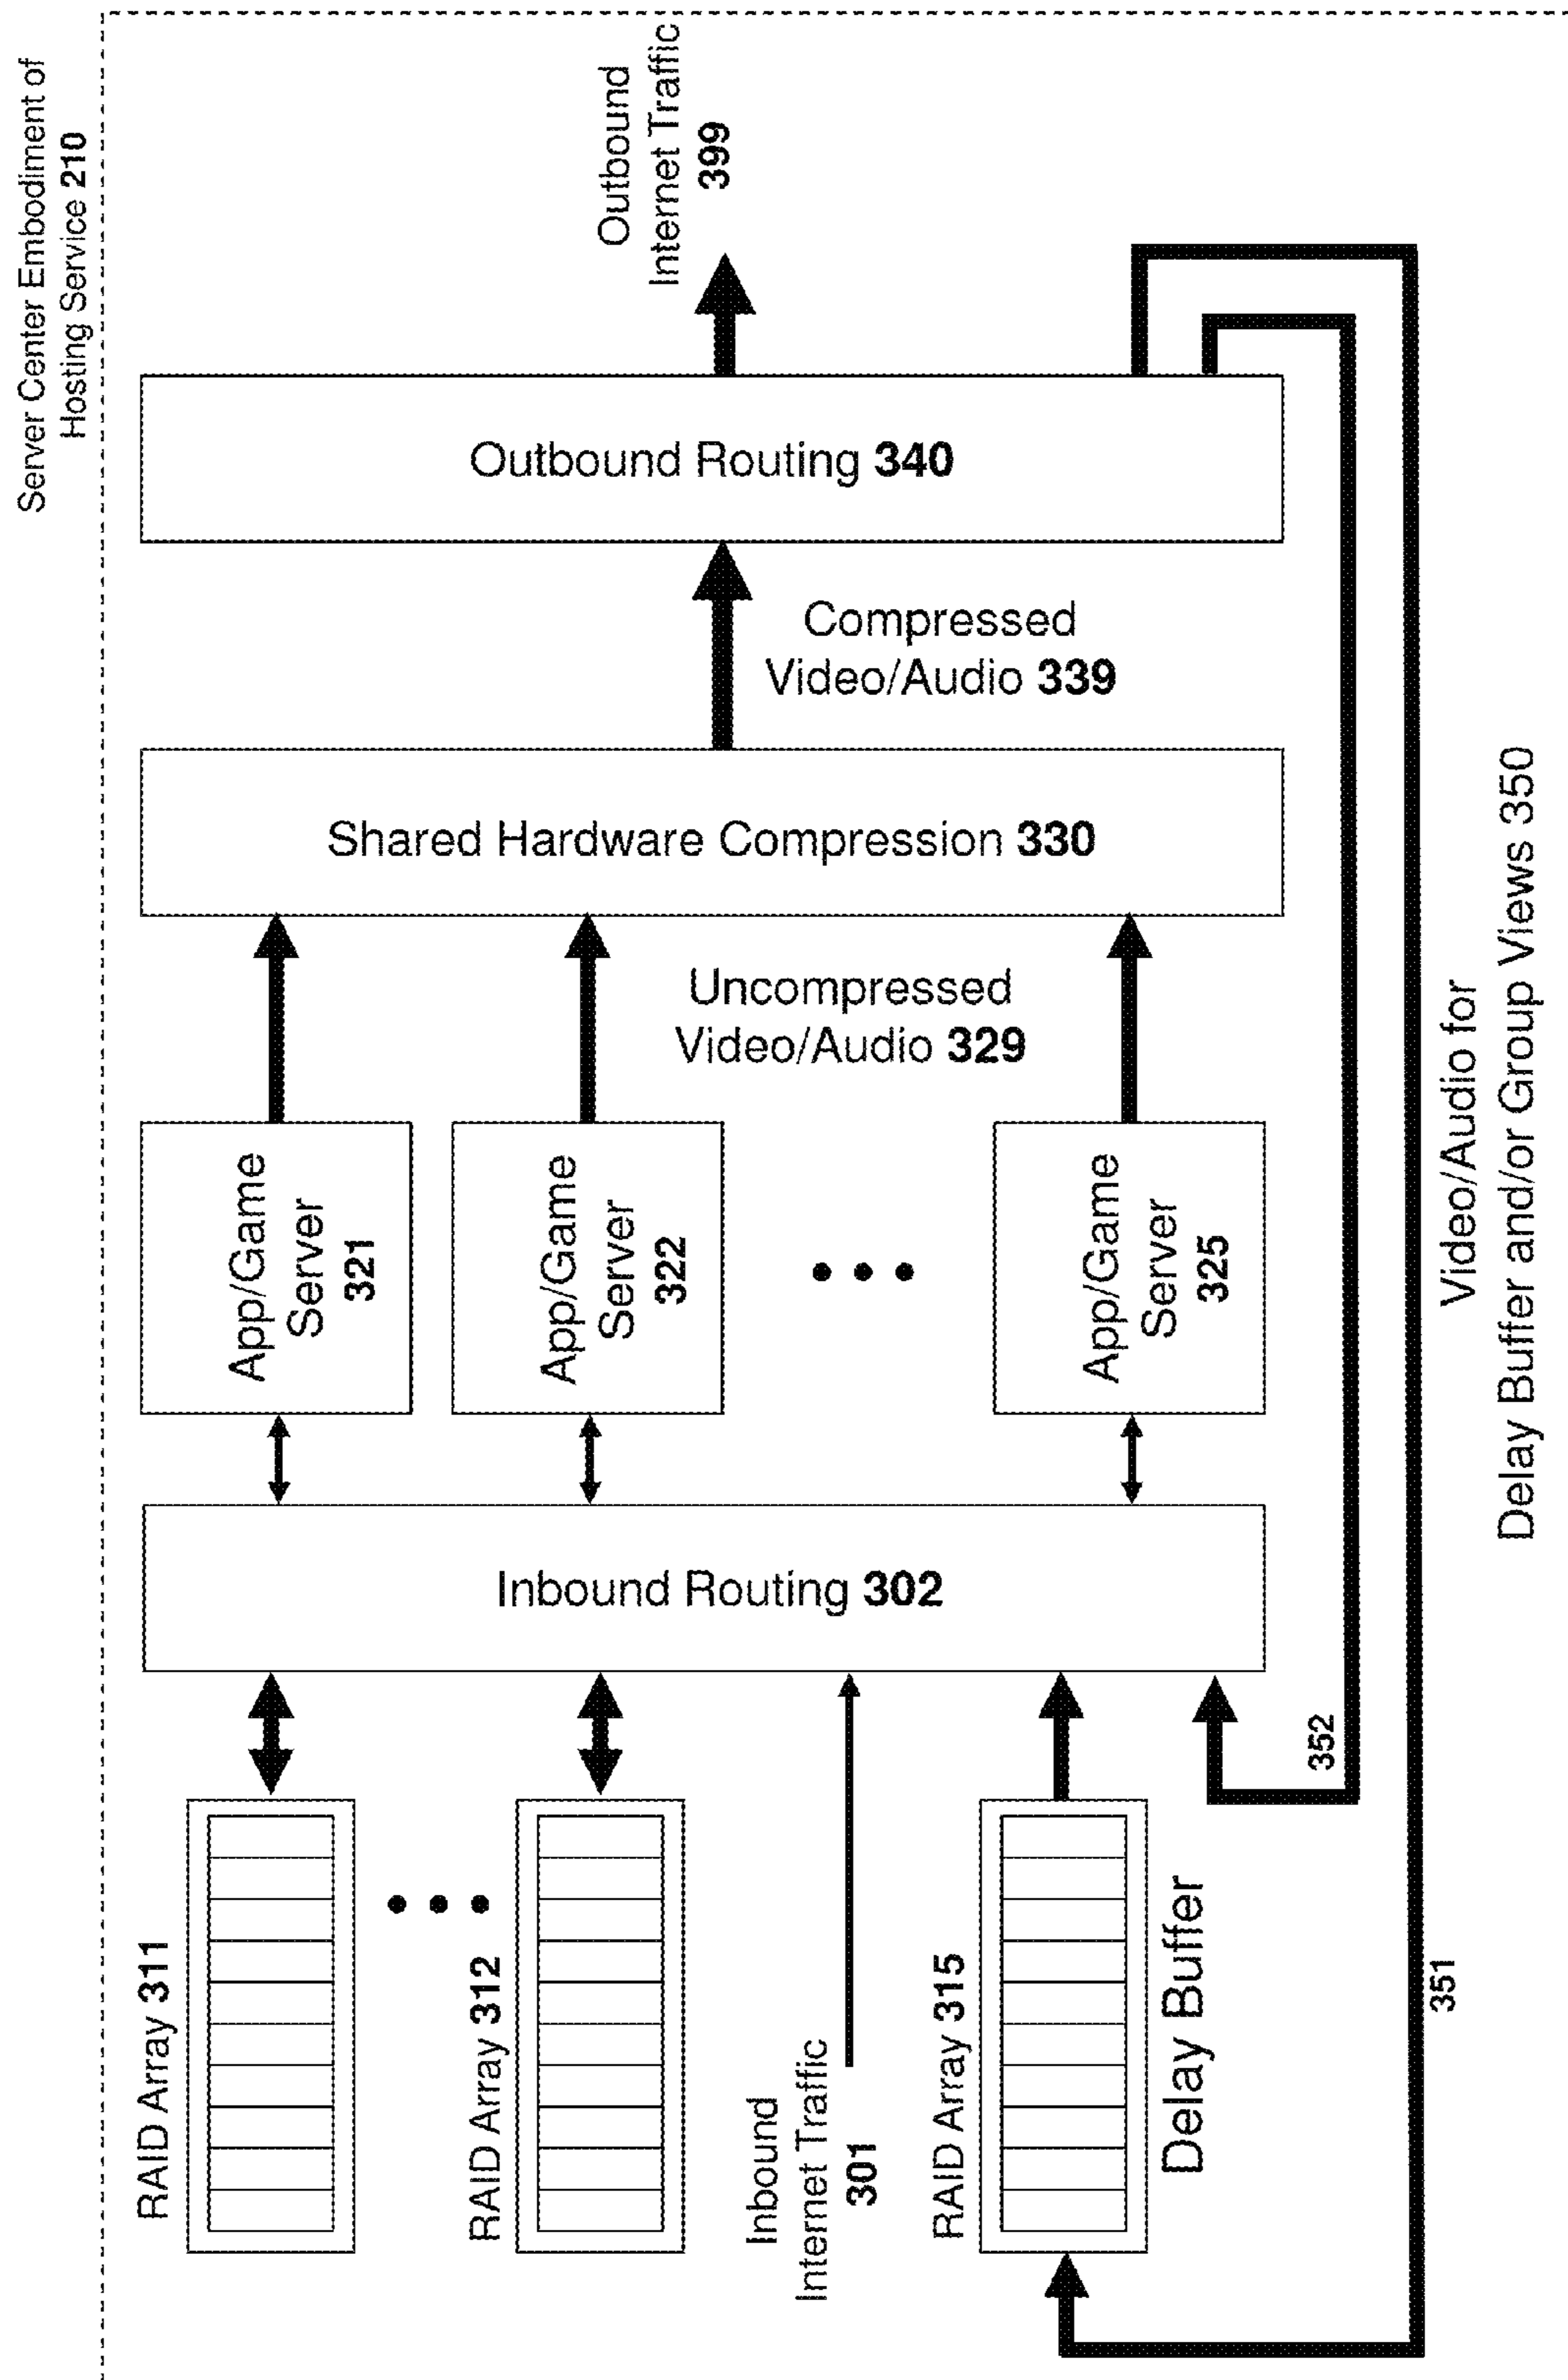 Server Center Embodiment of
Hosting Service 210
RAID Array 311
RAID Array 312
Inbound
Internet Traffic
301
RAID Array 315
Delay Buffer
Inbound Routing 302
App/Game
Server
321
App/Game
Server
322
App/Game
Server
325
Uncompressed
Video/Audio 329
Shared Hardware Compression 330
Compressed
Video/Audio 339
Outbound Routing 340
Outbound
Internet Traffic
399
352
351
Video/Audio for
Delay Buffer and/or Group Views 350